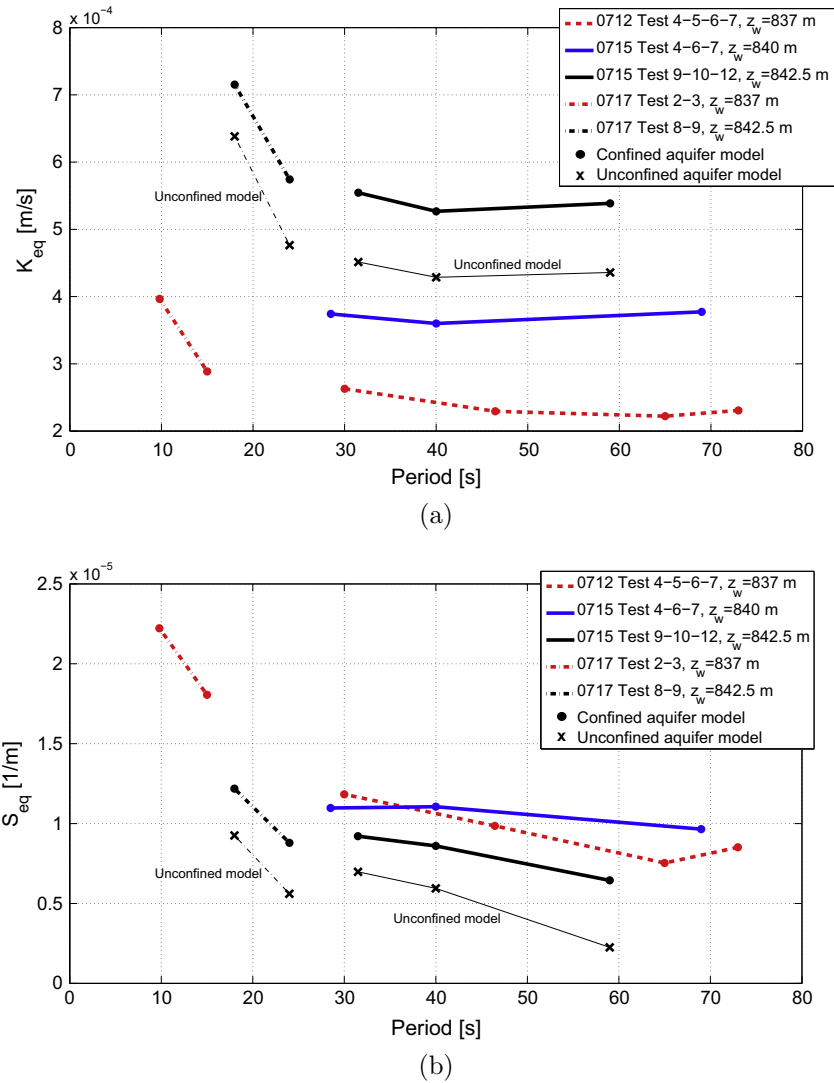 x 10⁻⁴
8
7
6
5
4
3
2
K_eq [m/s]
0 10 20 30 40 50 60 70 80
Period [s]
0712 Test 4−5−6−7, z_w=837 m
0715 Test 4−6−7, z_w=840 m
0715 Test 9−10−12, z_w=842.5 m
0717 Test 2−3, z_w=837 m
0717 Test 8−9, z_w=842.5 m
Confined aquifer model
Unconfined aquifer model
Unconfined model
Unconfined model
(a)
x 10⁻⁵
2.5
2
1.5
1
0.5
0
S_eq [1/m]
0 10 20 30 40 50 60 70 80
Period [s]
0712 Test 4−5−6−7, z_w=837 m
0715 Test 4−6−7, z_w=840 m
0715 Test 9−10−12, z_w=842.5 m
0717 Test 2−3, z_w=837 m
0717 Test 8−9, z_w=842.5 m
Confined aquifer model
Unconfined aquifer model
Unconfined model
Unconfined model
(b)